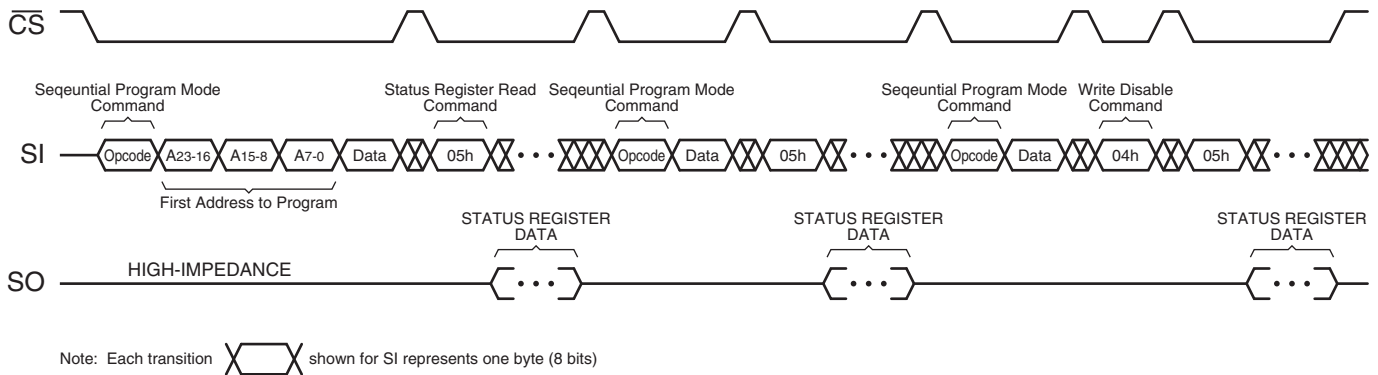 CS
Seqeuntial Program Mode
Command
Status Register Read
Command
Seqeuntial Program Mode
Command
Seqeuntial Program Mode
Command
Write Disable
Command
SI
Opcode A23-16 A15-8 A7-0 Data 05h Opcode Data 05h Opcode Data 04h 05h
First Address to Program
STATUS REGISTER
DATA
STATUS REGISTER
DATA
STATUS REGISTER
DATA
SO
HIGH-IMPEDANCE
Note: Each transition shown for SI represents one byte (8 bits)